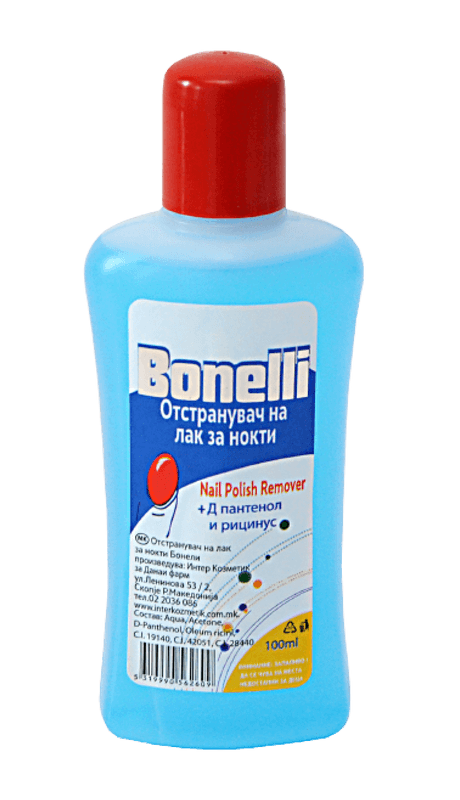 Bonelli
Отстранувач на
лак за нокти
Nail Polish Remover
+Д пантенол
и рицинус
MK Отстранувач на лак
за нокти Бонели
произведува: Интер Козметик
за Данаи фарм
ул.Ленинова 53 / 2,
Скопје Р.Македонија
тел.02 2036 086
www.interkozmetik.com.mk
Состав: Aqua, Acetone,
D-Panthenol, Oleum ricini,
C.I. 19140, C.I. 42051, C.I. 28440
100ml
5319990562609